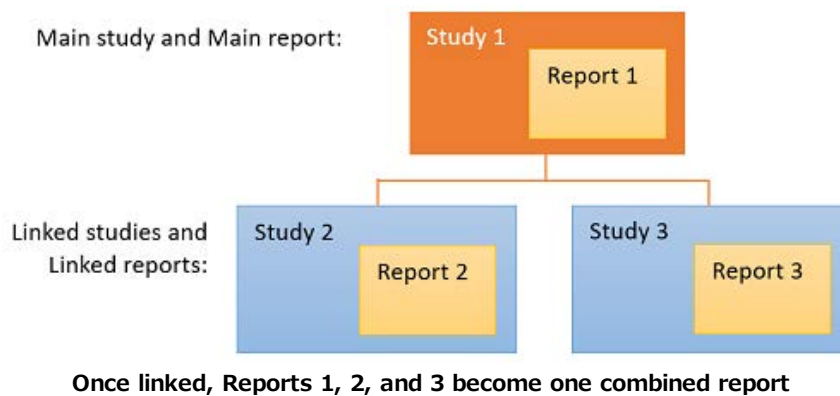 Main study and Main report:
Study 1
Report 1
Linked studies and
Linked reports:
Study 2
Report 2
Study 3
Report 3
Once linked, Reports 1, 2, and 3 become one combined report